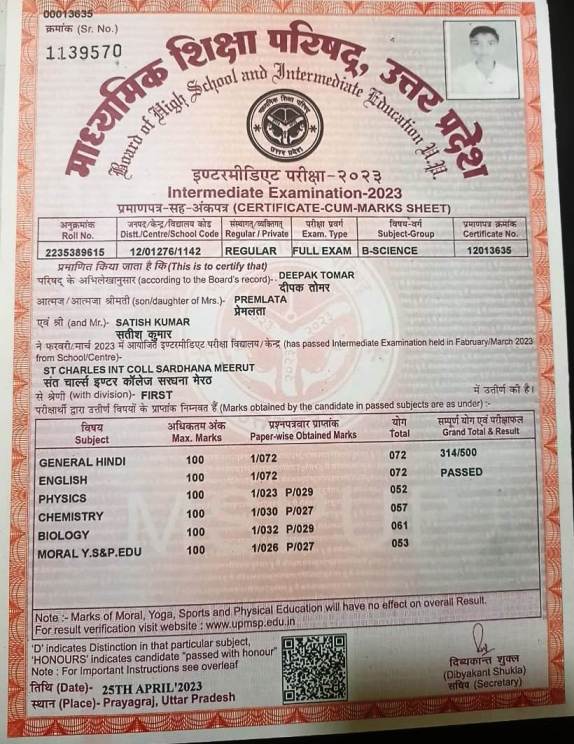 00013635
क्रमांक (Sr. No.)
1139570
माध्यमिक शिक्षा परिषद्, उत्तर प्रदेश
Board of High School and Intermediate Education U.P.
माध्यमिक शिक्षा परिषद्
उत्तर प्रदेश
इण्टरमीडिएट परीक्षा-२०२३
Intermediate Examination-2023
प्रमाणपत्र-सह-अंकपत्र (CERTIFICATE-CUM-MARKS SHEET)
अनुक्रमांक जनपद/केन्द्र/विद्यालय कोड संस्थागत/व्यक्तिगत परीक्षा प्रवर्ग विषय-वर्ग प्रमाणपत्र क्रमांक
Roll No. Distt./Centre/School Code Regular / Private Exam. Type Subject-Group Certificate No.
2235389615 12/01276/1142 REGULAR FULL EXAM B-SCIENCE 12013635
प्रमाणित किया जाता है कि (This is to certify that)
परिषद् के अभिलेखानुसार (according to the Board's record)- DEEPAK TOMAR
दीपक तोमर
आत्मज/आत्मजा श्रीमती (son/daughter of Mrs.)- PREMLATA
प्रेमलता
एवं श्री (and Mr.)- SATISH KUMAR
सतीश कुमार
ने फरवरी/मार्च 2023 में आयोजित इण्टरमीडिएट परीक्षा विद्यालय/केन्द्र (has passed Intermediate Examination held in Fabruary/March 2023
from School/Centre)-
ST CHARLES INT COLL SARDHANA MEERUT
संत चार्ल्स इण्टर कॉलेज सरधना मेरठ
से श्रेणी (with division)- FIRST में उत्तीर्ण की है।
परीक्षार्थी द्वारा उत्तीर्ण विषयों के प्राप्तांक निम्नवत हैं (Marks obtained by the candidate in passed subjects are as under) :-
विषय अधिकतम अंक प्रश्नपत्रवार प्राप्तांक योग सम्पूर्ण योग एवं परीक्षाफल
Subject Max. Marks Paper-wise Obtained Marks Total Grand Total & Result
GENERAL HINDI 100 1/072 072 314/500
ENGLISH 100 1/072 072 PASSED
PHYSICS 100 1/023 P/029 052
CHEMISTRY 100 1/030 P/027 057
BIOLOGY 100 1/032 P/029 061
MORAL Y.S&P.EDU 100 1/026 P/027 053
Note :- Marks of Moral, Yoga, Sports and Physical Education will have no effect on overall Result.
For result verification visit website : www.upmsp.edu.in
'D' indicates Distinction in that particular subject,
'HONOURS' indicates candidate "passed with honour"
Note : For Important Instructions see overleaf
तिथि (Date)- 25TH APRIL'2023
स्थान (Place)- Prayagraj, Uttar Pradesh
दिब्यकान्त शुक्ल
(Dibyakant Shukla)
सचिव (Secretary)